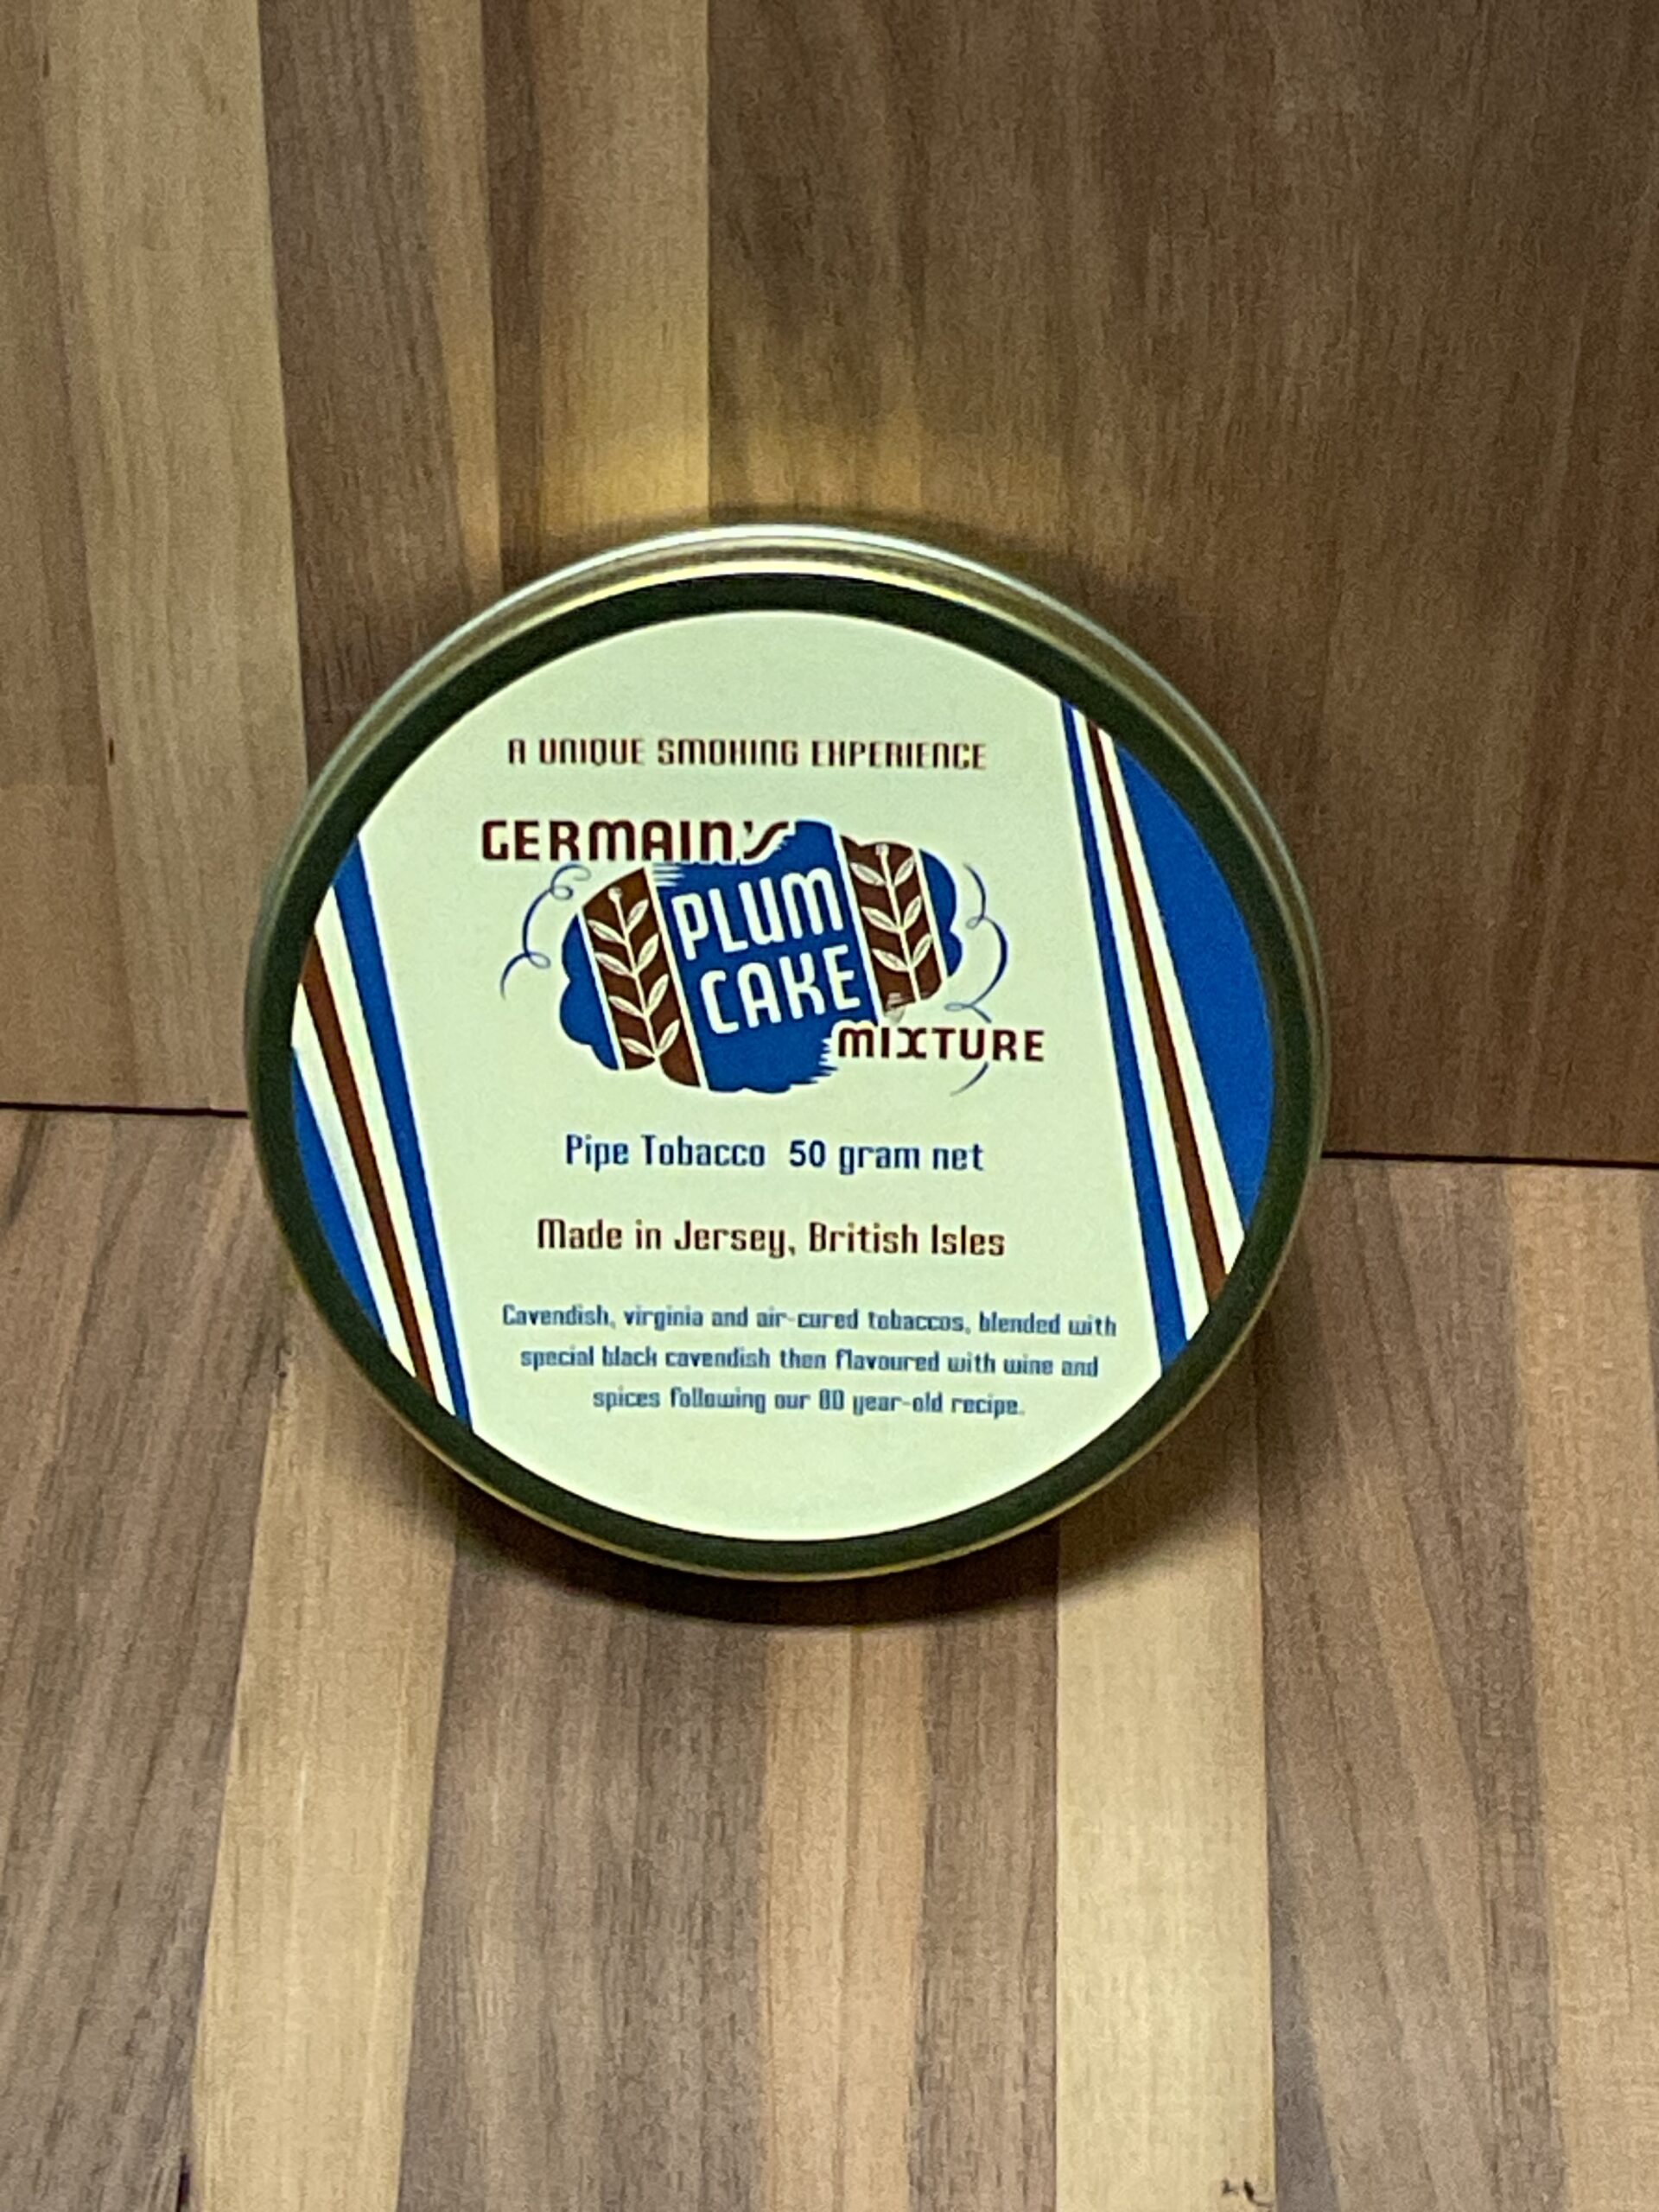 A UNIQUE SMOKING EXPERIENCE
GERMAIN'S
PLUM
CAKE
MIXTURE
Pipe Tobacco 50 gram net
Made in Jersey, British Isles
Cavendish, virginia and air-cured tobaccos, blended with
special black cavendish then flavoured with wine and
spices following our 80 year-old recipe.